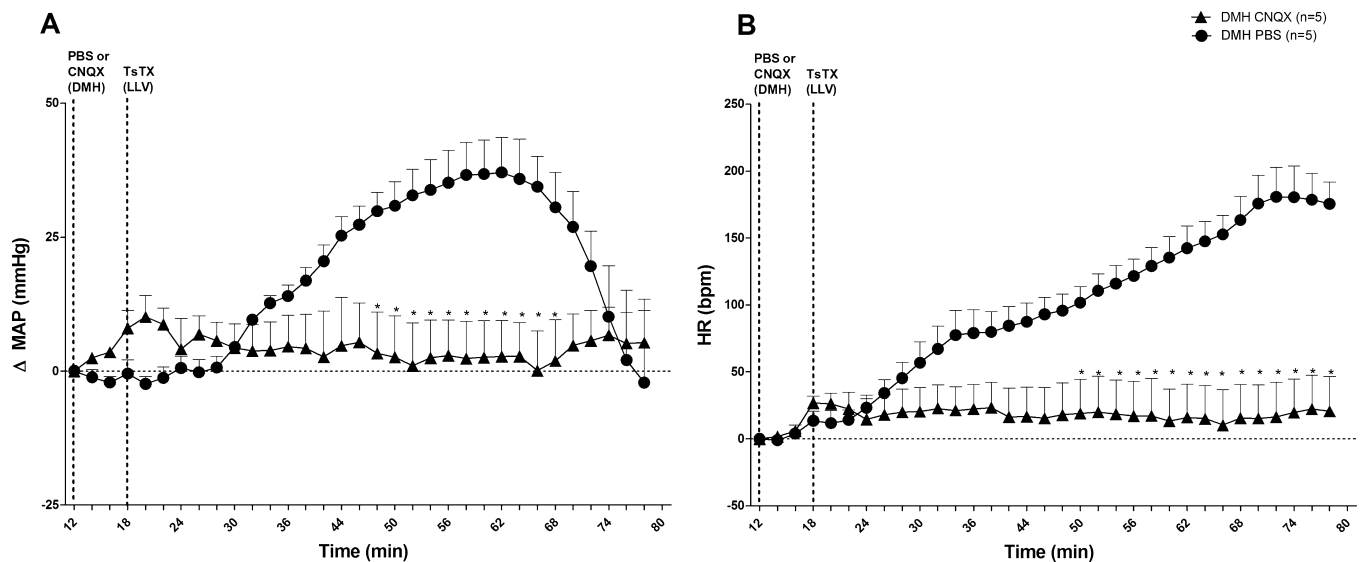 A
PBS or
CNQX
(DMH)
TsTX
(LLV)
50
25
0
-25
Δ MAP (mmHg)
* * * * * * * * * * *
12 18 24 30 36 44 50 56 62 68 74 80
Time (min)
B
DMH CNQX (n=5)
DMH PBS (n=5)
PBS or
CNQX
(DMH)
TsTX
(LLV)
250
200
150
100
50
0
-50
HR (bpm)
* * * * * * * * * * * * * * *
12 18 24 30 36 44 50 56 62 68 74 80
Time (min)